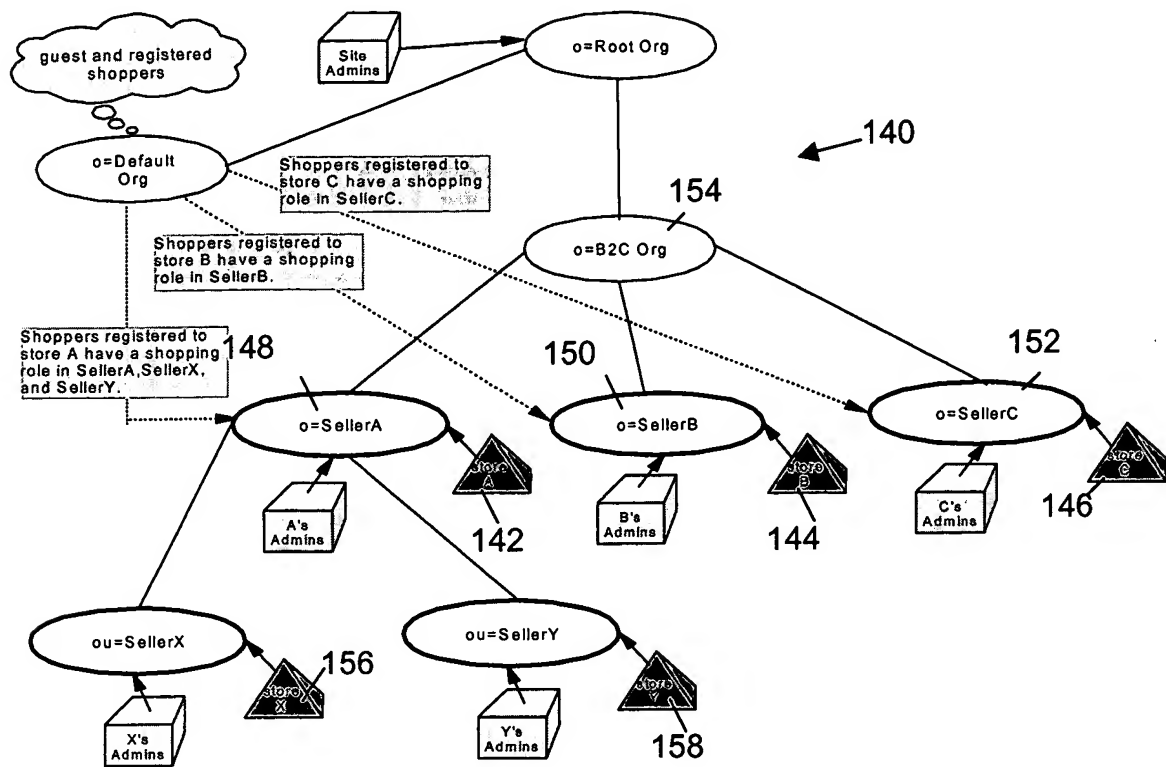 guest and registered
shoppers
Site
Admins
o=Root Org
140
o=Default
Org
Shoppers registered to
store C have a shopping
role in SellerC.
154
o=B2C Org
Shoppers registered to
store B have a shopping
role in SellerB.
Shoppers registered to
store A have a shopping
role in SellerA,SellerX,
and SellerY.
148
150
152
o=SellerA
o=SellerB
o=SellerC
store
A
store
B
store
C
A's
Admins
142
B's
Admins
144
C's
Admins
146
ou=SellerX
ou=SellerY
156
store
X
store
Y
158
X's
Admins
Y's
Admins